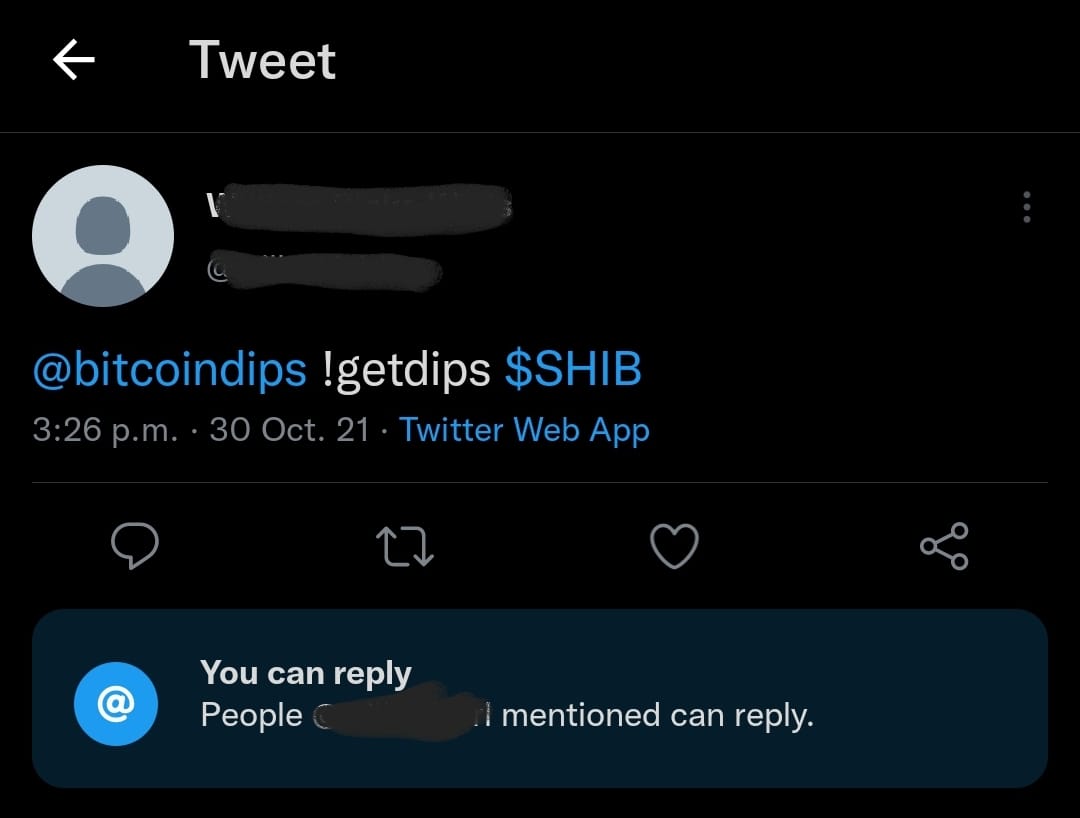 Tweet
@bitcoindips !getdips $SHIB
3:26 p.m. · 30 Oct. 21 · Twitter Web App
You can reply
People mentioned can reply.